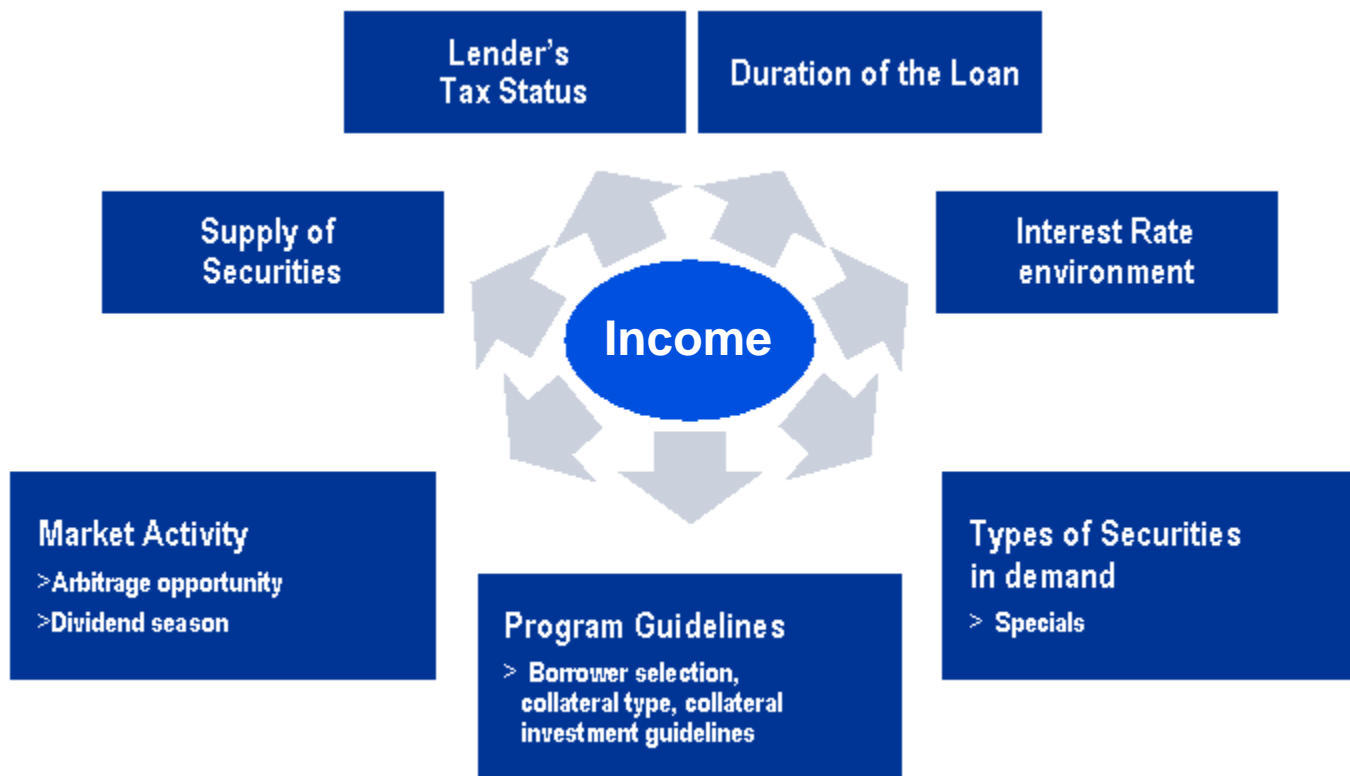 Lender's
Tax Status
Duration of the Loan
Supply of
Securities
Interest Rate
environment
Income
Market Activity
>Arbitrage opportunity
>Dividend season
Program Guidelines
> Borrower selection,
collateral type, collateral
investment guidelines
Types of Securities
in demand
> Specials